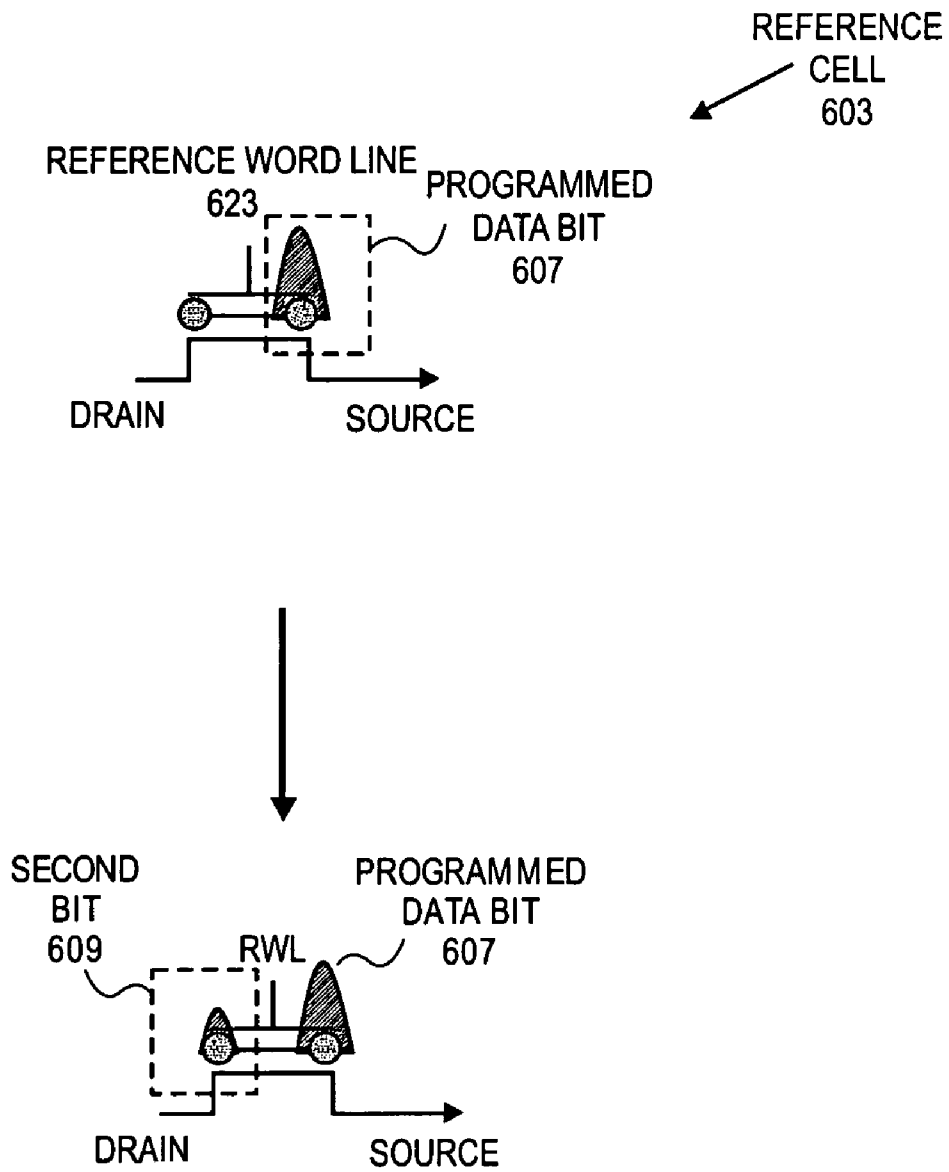 REFERENCE
CELL
603
REFERENCE WORD LINE
623
PROGRAMMED
DATA BIT
607
DRAIN
SOURCE
SECOND
BIT
609
RWL
PROGRAMMED
DATA BIT
607
DRAIN
SOURCE